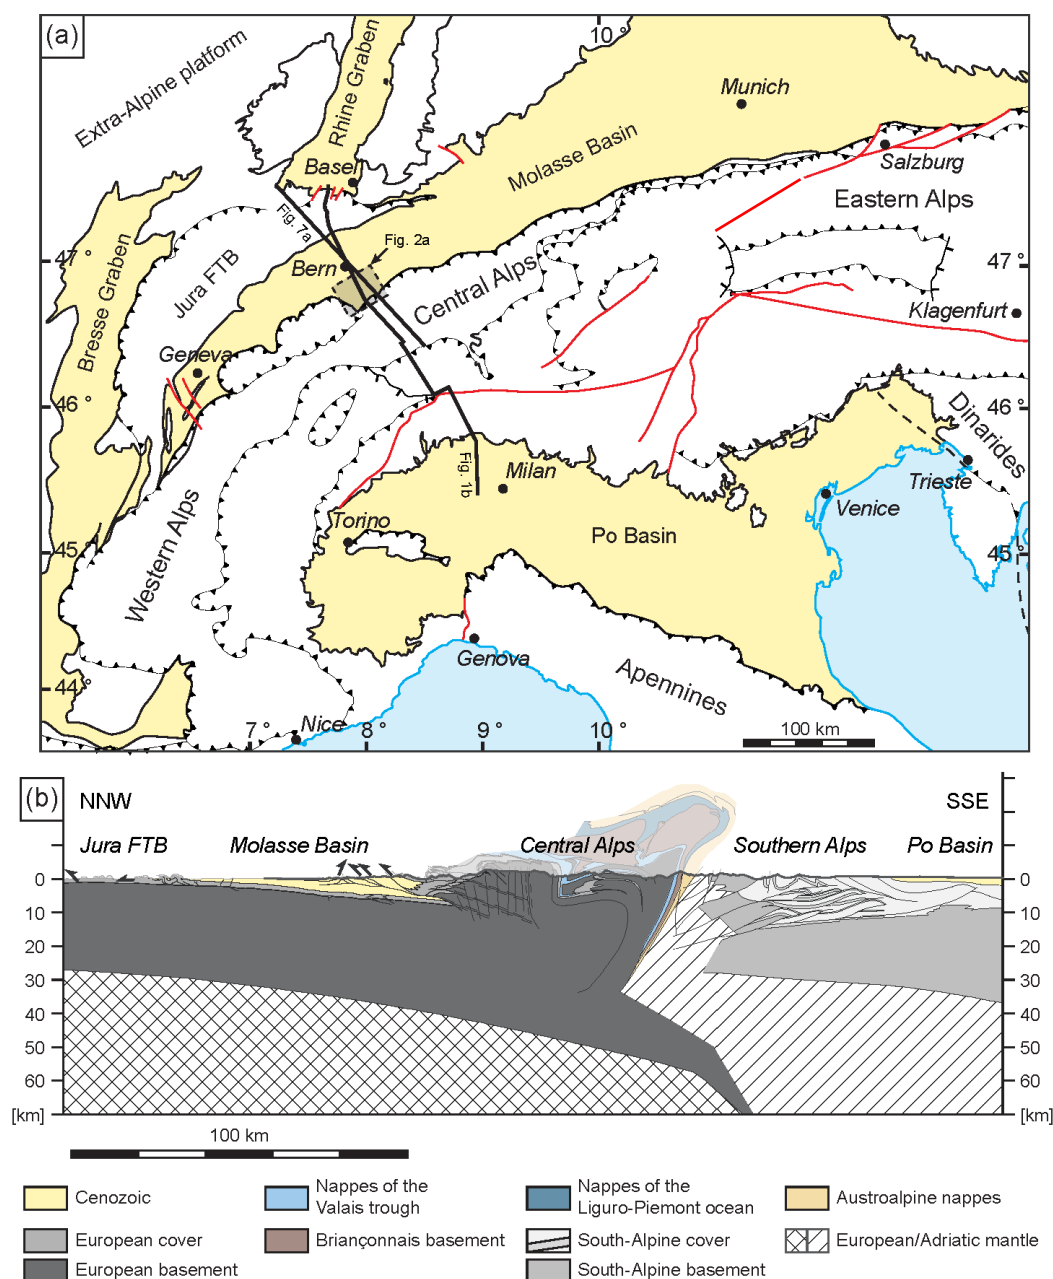 (a)
10°
Extra-Alpine platform
Rhine Graben
Munich
Basel
Molasse Basin
Salzburg
Eastern Alps
Fig. 7a
Fig. 2a
47°
Bern
47°
Jura FTB
Central Alps
Bresse Graben
Klagenfurt
Geneva
46°
46°
Dinarides
Fig. 1b
Milan
Trieste
Venice
Torino
Po Basin
45°
45°
Western Alps
Genova
Apennines
44°
7°
8°
9°
10°
Nice
100 km
(b)
NNW
SSE
Jura FTB
Molasse Basin
Central Alps
Southern Alps
Po Basin
0
0
10
10
20
20
30
30
40
40
50
50
60
60
[km]
[km]
100 km
Cenozoic
Nappes of the
Valais trough
Nappes of the
Liguro-Piemont ocean
Austroalpine nappes
European cover
Briançonnais basement
South-Alpine cover
European/Adriatic mantle
European basement
South-Alpine basement